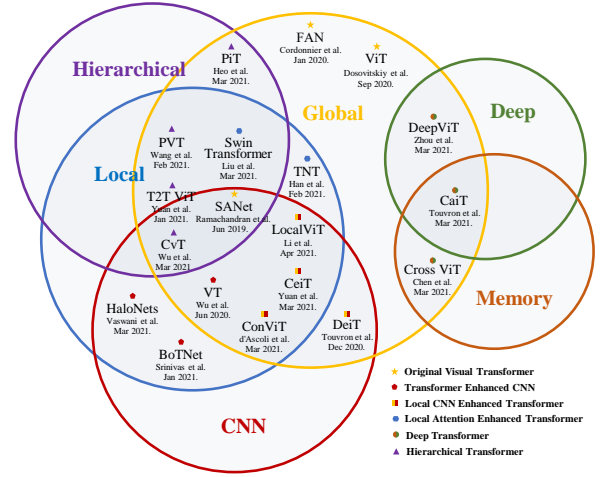 FAN
Cordonnier et al.
Jan 2020.
ViT
Dosovitskiy et al.
Sep 2020.
PiT
Heo et al.
Mar 2021.
Hierarchical
Global
Deep
DeepViT
Zhou et al.
Mar 2021.
PVT
Wang et al.
Feb 2021.
Swin
Transformer
Liu et al.
Mar 2021.
TNT
Han et al.
Feb 2021.
Local
T2T ViT
Yuan et al.
Jan 2021.
SANet
Ramachandran et al.
Jun 2019.
CaiT
Touvron et al.
Mar 2021.
CvT
Wu et al.
Mar 2021
LocalViT
Li et al.
Apr 2021.
Cross ViT
Chen et al.
Mar 2021.
Memory
HaloNets
Vaswani et al.
Mar 2021.
VT
Wu et al.
Jun 2020.
CeiT
Yuan et al.
Mar 2021.
ConViT
d'Ascoli et al.
Mar 2021.
DeiT
Touvron et al.
Dec 2020.
BoTNet
Srinivas et al.
Jan 2021.
CNN
Original Visual Transformer
Transformer Enhanced CNN
Local CNN Enhanced Transformer
Local Attention Enhanced Transformer
Deep Transformer
Hierarchical Transformer